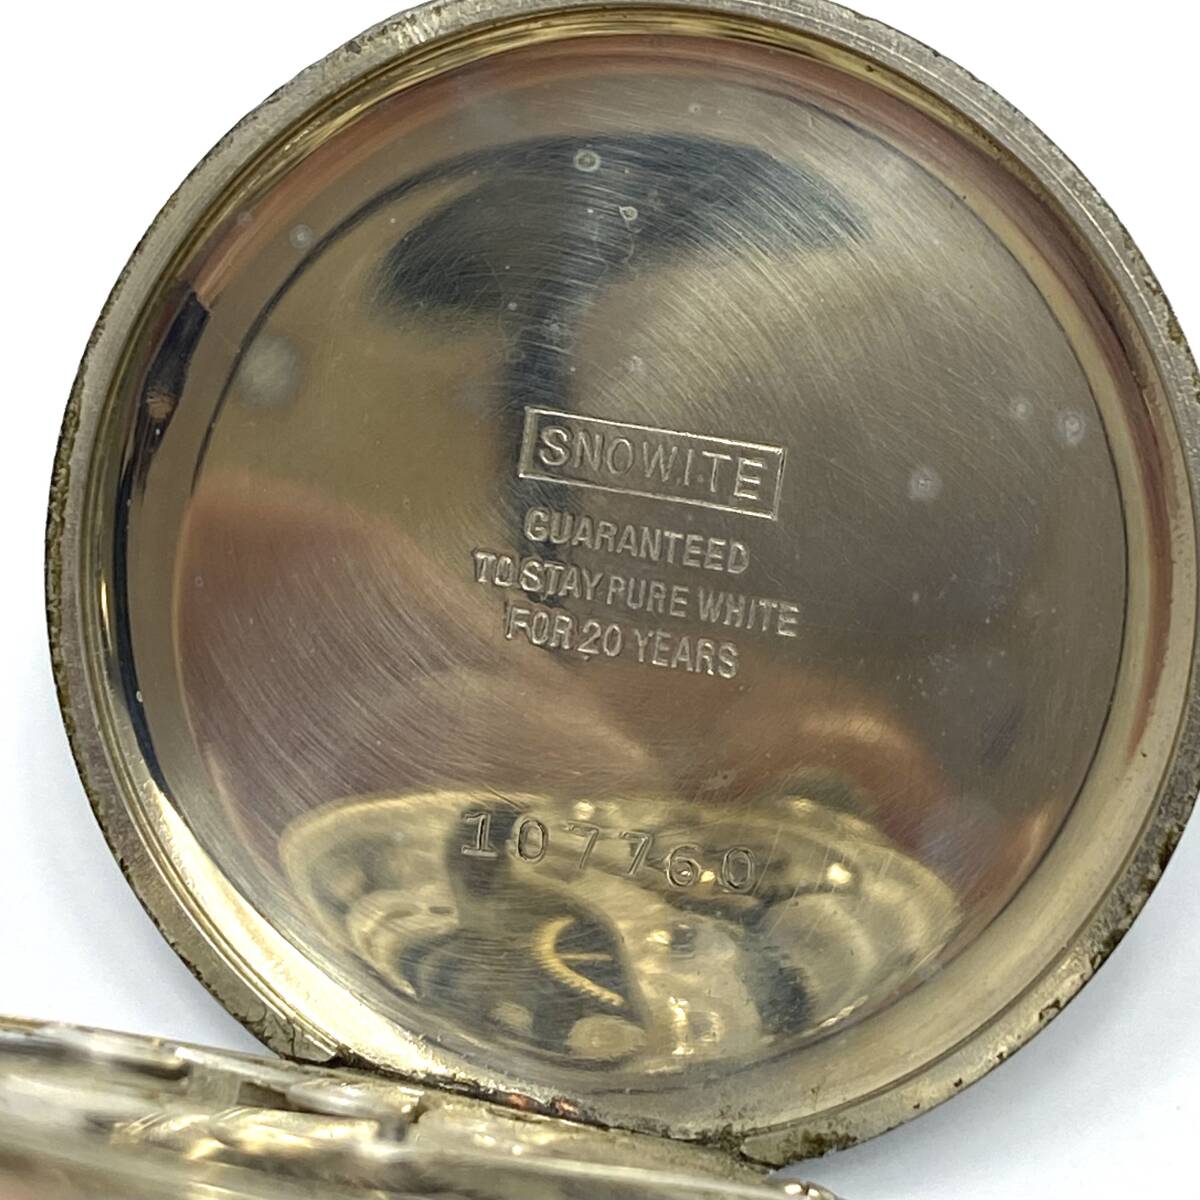 SNOWITE
GUARANTEED
TO STAY PURE WHITE
FOR 20 YEARS
107760